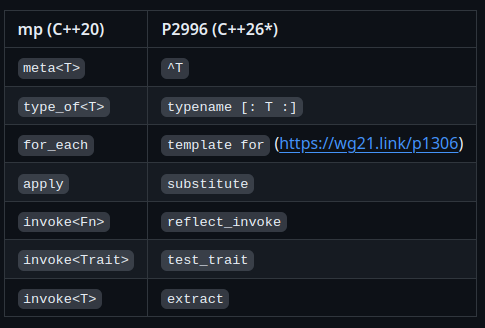 mp (C++20) P2996 (C++26*)
meta<T> ^T
type_of<T> typename [: T :]
for_each template for (https://wg21.link/p1306)
apply substitute
invoke<Fn> reflect_invoke
invoke<Trait> test_trait
invoke<T> extract